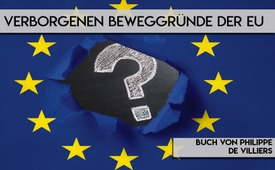 VERBORGENEN BEWEGGRÜNDE DER EU
?
BUCH VON PHILIPPE
DE VILLIERS